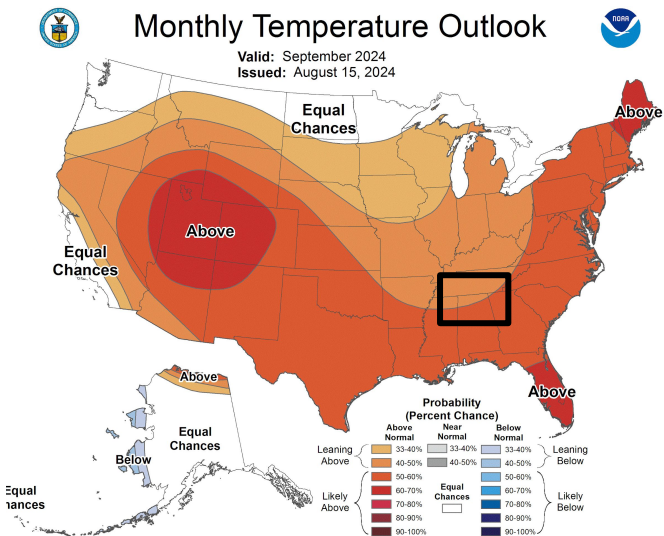 Monthly Temperature Outlook
NOAA
Valid: September 2024
Issued: August 15, 2024
Equal
Chances
Above
Above
Equal
Chances
Above
Above
Equal
Chances
Below
Equal
hances
Probability
(Percent Chance)
Above
Normal
Near
Normal
Below
Normal
Leaning
Above
33-40%
40-50%
33-40%
40-50%
33-40%
40-50%
Leaning
Below
Likely
Above
50-60%
60-70%
70-80%
80-90%
90-100%
Equal
Chances
50-60%
60-70%
70-80%
80-90%
90-100%
Likely
Below